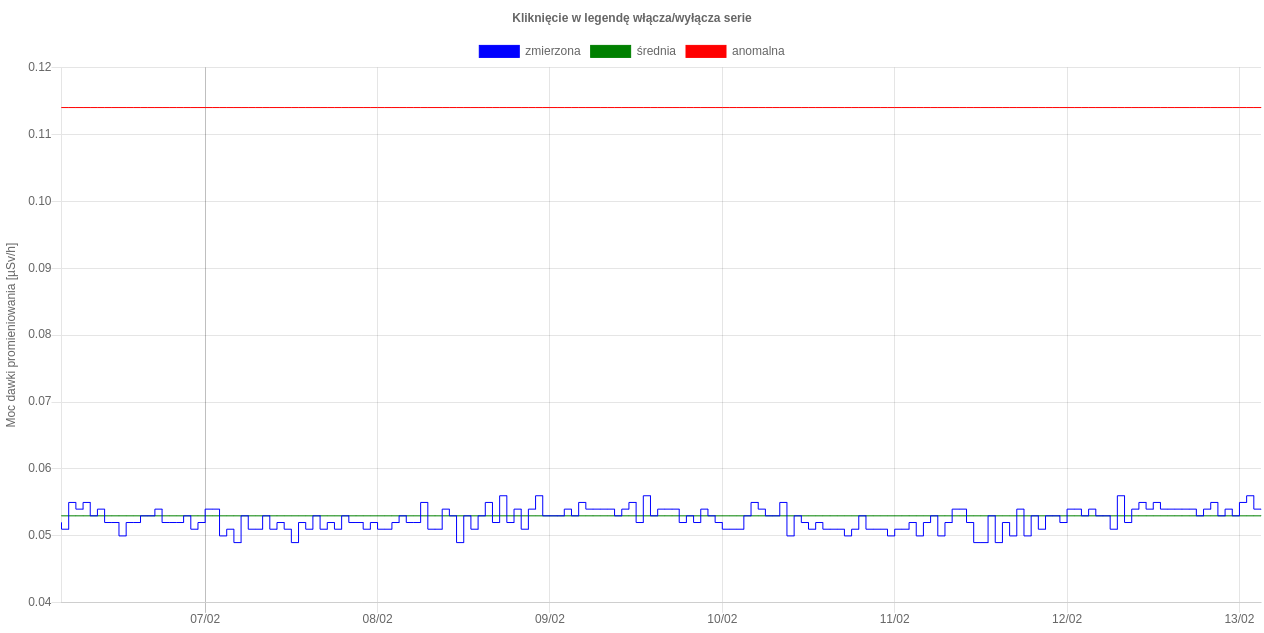 Kliknięcie w legendę włącza/wyłącza serie
zmierzona średnia anomalna
Moc dawki promieniowania [µSv/h]
0.12
0.11
0.10
0.09
0.08
0.07
0.06
0.05
0.04
07/02 08/02 09/02 10/02 11/02 12/02 13/02